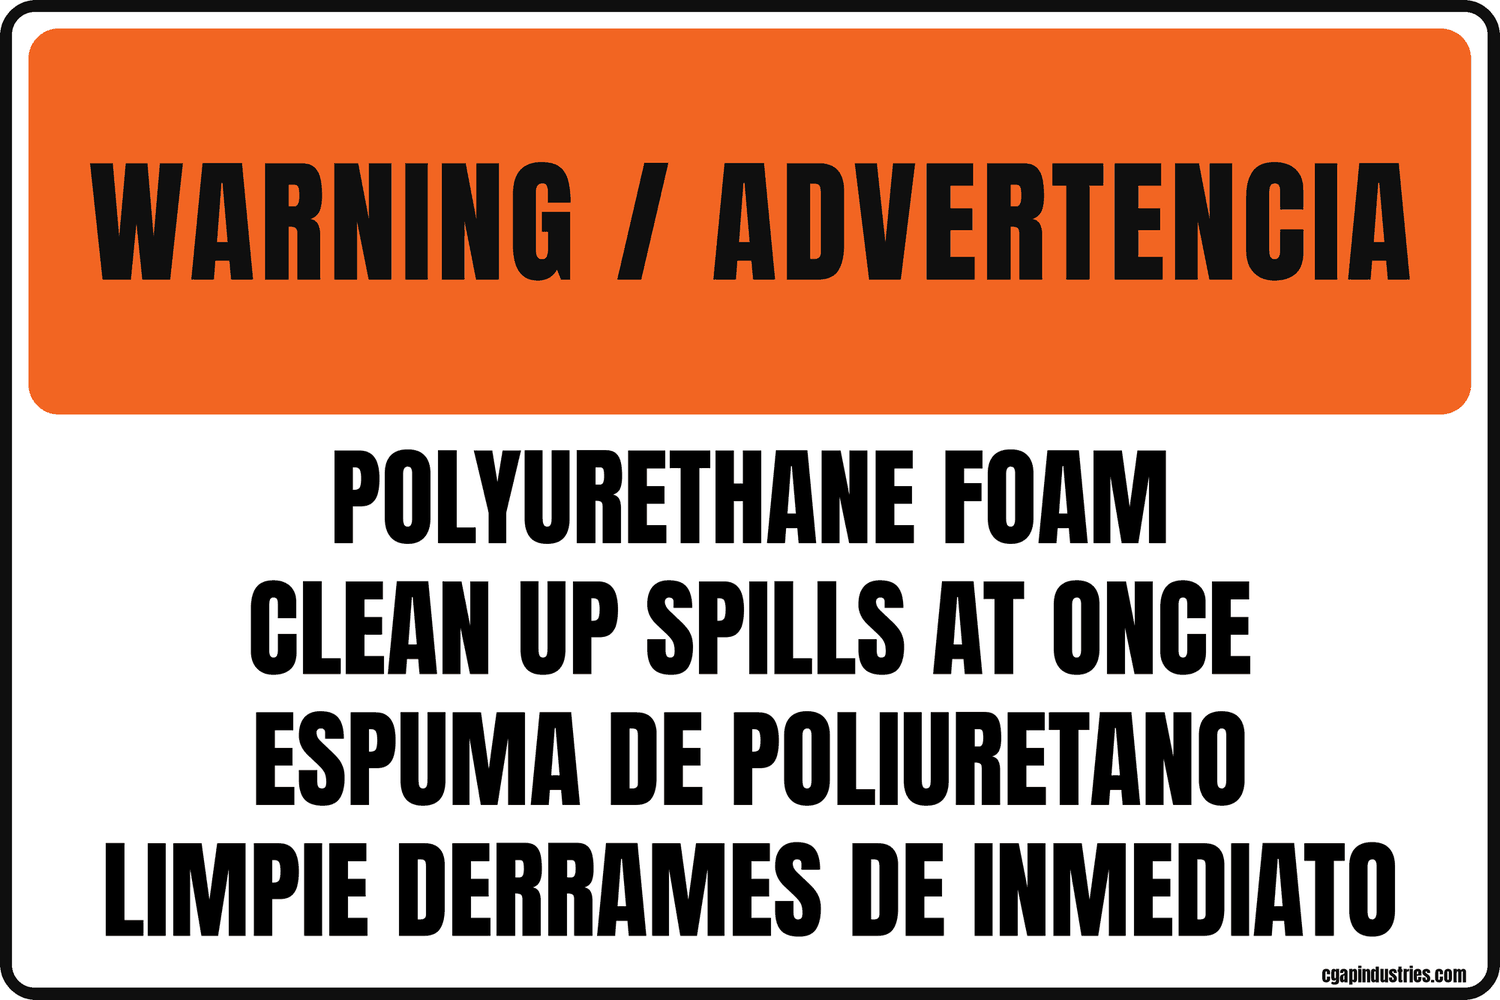 WARNING / ADVERTENCIA
POLYURETHANE FOAM
CLEAN UP SPILLS AT ONCE
ESPUMA DE POLIURETANO
LIMPIE DERRAMES DE INMEDIATO
cgapindustries.com